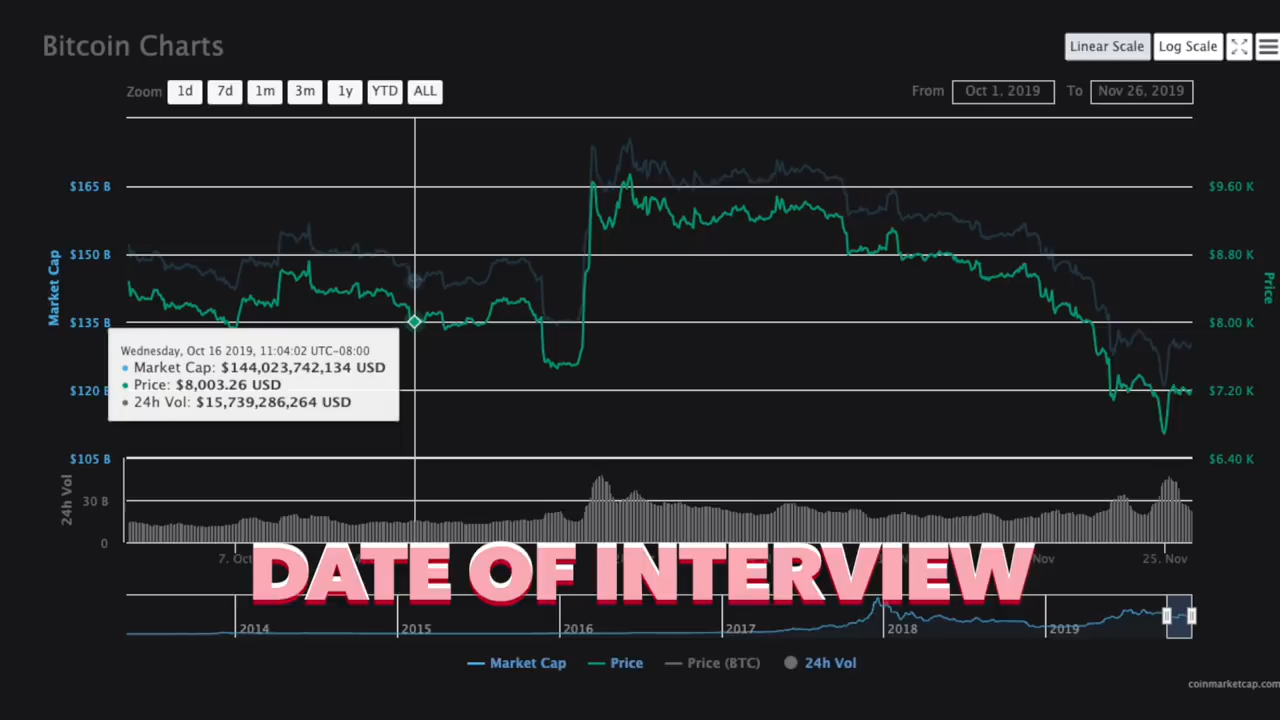 Bitcoin Charts
Linear Scale Log Scale
Zoom 1d 7d 1m 3m 1y YTD ALL From Oct 1, 2019 To Nov 26, 2019
$165 B $9.60 K
$150 B $8.80 K
Market Cap
Price
$135 B $8.00 K
Wednesday, Oct 16 2019, 11:04:02 UTC-08:00
Market Cap: $144,023,742,134 USD
Price: $8,003.26 USD
24h Vol: $15,739,286,264 USD
$120 B $7.20 K
$105 B $6.40 K
24h Vol
30 B
0
7. Oct Nov 25. Nov
DATE OF INTERVIEW
2014 2015 2016 2017 2018 2019
Market Cap Price Price (BTC) 24h Vol
coinmarketcap.com